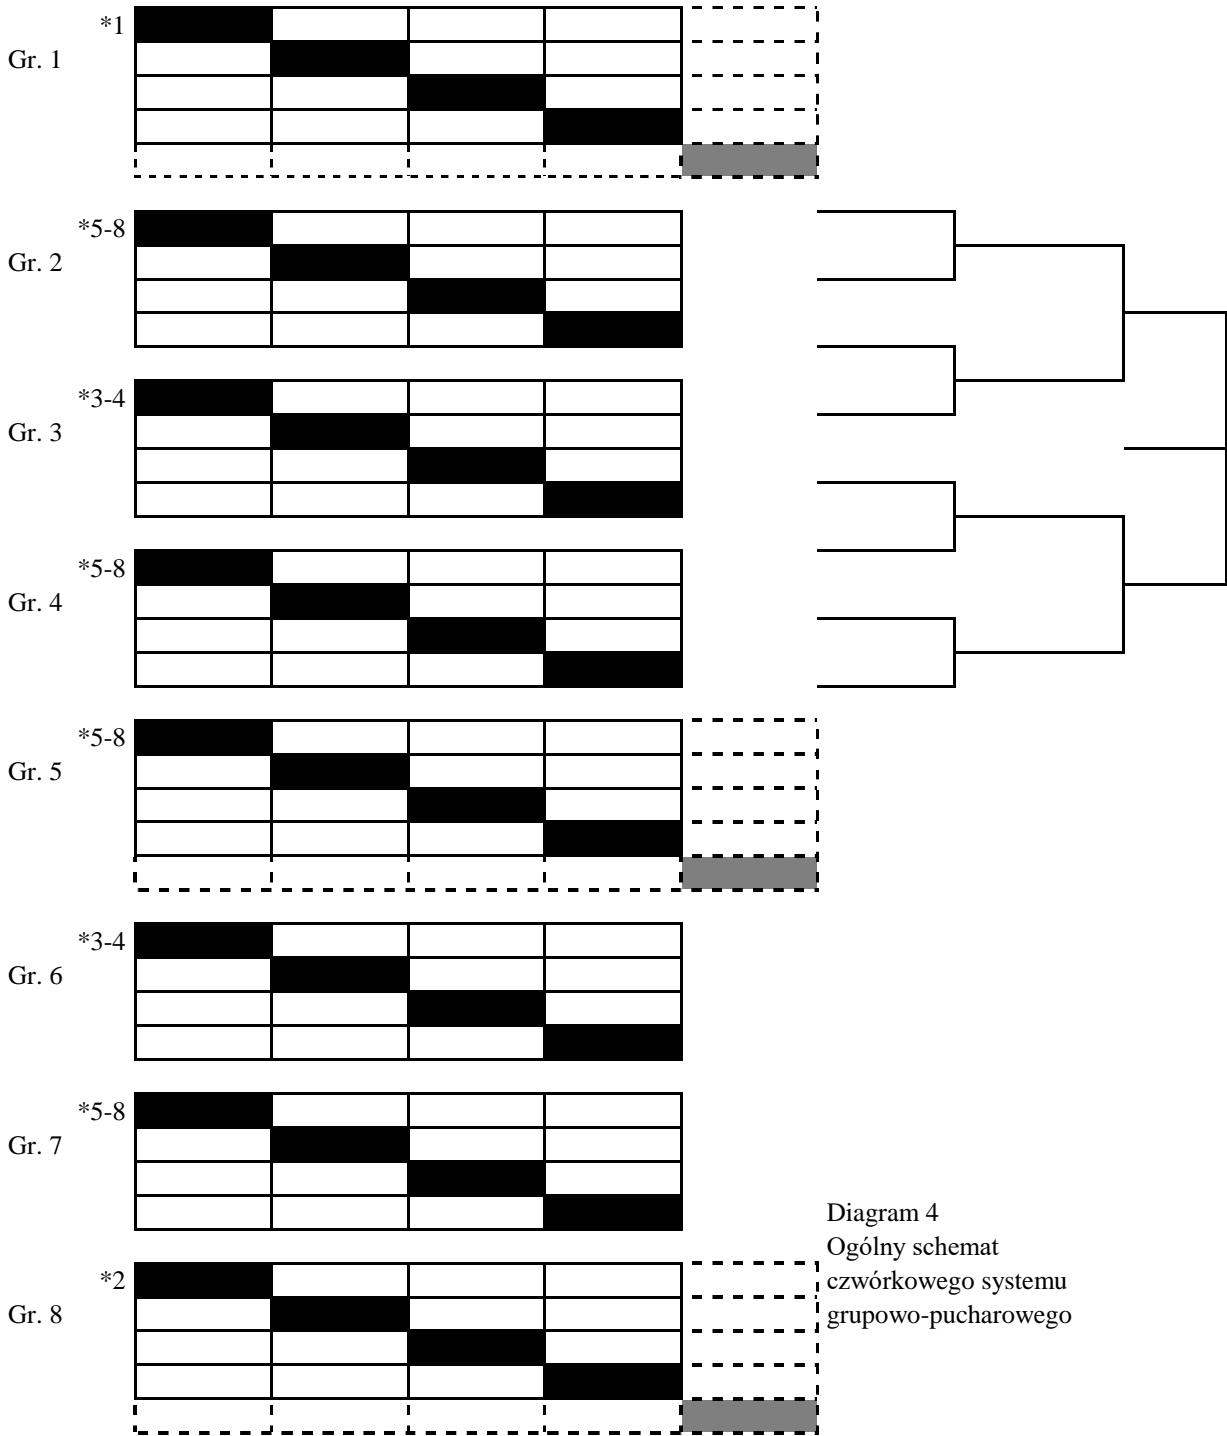 *1
Gr. 1
*5-8
Gr. 2
*3-4
Gr. 3
*5-8
Gr. 4
*5-8
Gr. 5
*3-4
Gr. 6
*5-8
Gr. 7
*2
Gr. 8
Diagram 4
Ogólny schemat
czwórkowego systemu
grupowo-pucharowego